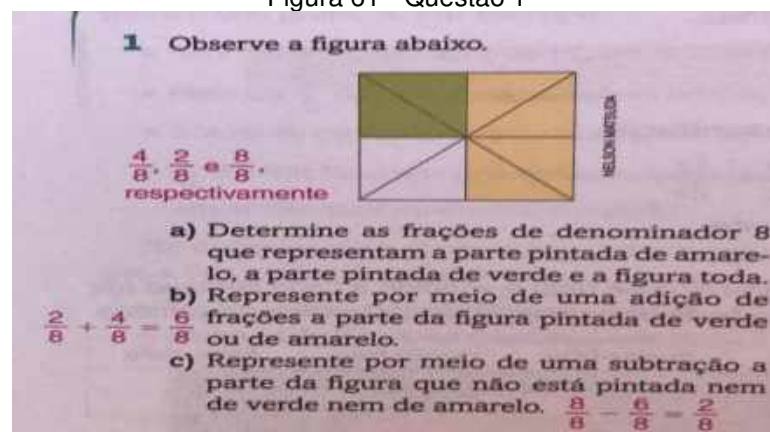 Figura 61 - Questão 1
1 Observe a figura abaixo.
NELSON MATSUDA
4/8, 2/8 e 8/8,
respectivamente
a) Determine as frações de denominador 8
que representam a parte pintada de amare-
lo, a parte pintada de verde e a figura toda.
b) Represente por meio de uma adição de
2/8 + 4/8 = 6/8 frações a parte da figura pintada de verde
ou de amarelo.
c) Represente por meio de uma subtração a
parte da figura que não está pintada nem
de verde nem de amarelo. 8/8 - 6/8 = 2/8